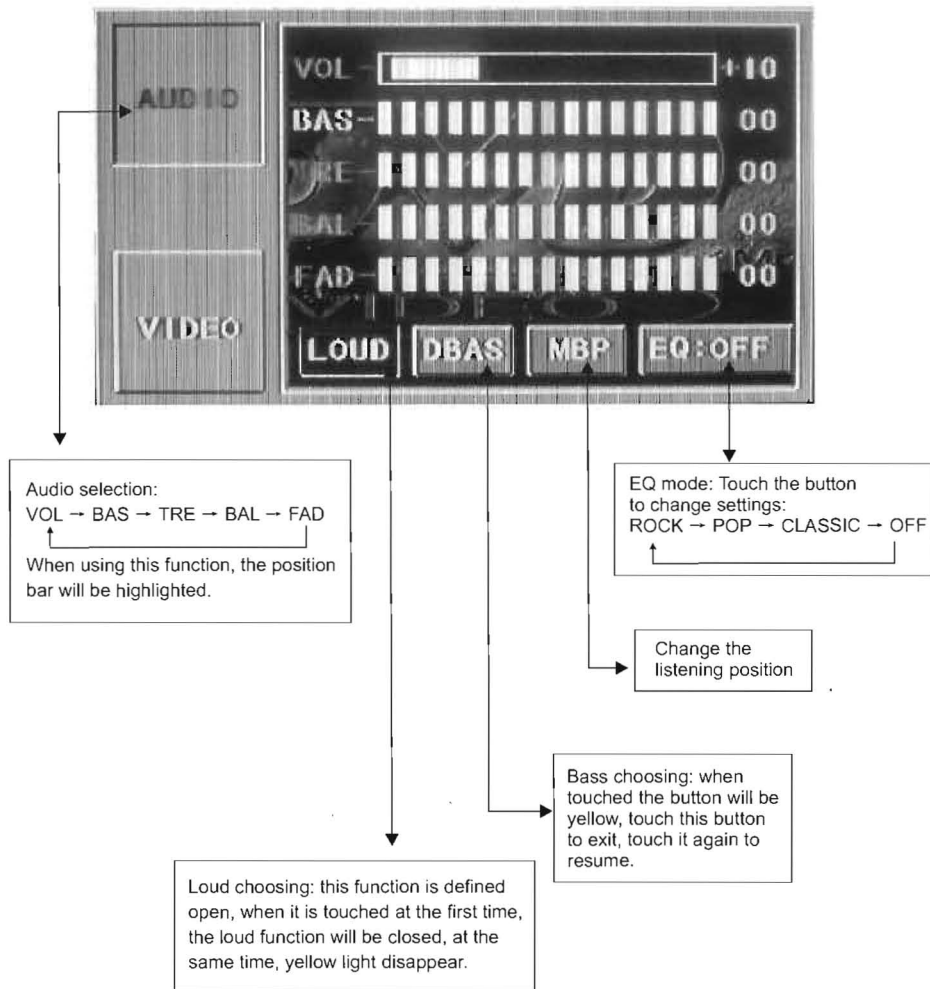 AUDIO
VIDEO
VOL +10
BAS 00
TRE 00
BAL 00
FAD 00
LOUD DBAS MBP EQ:OFF
Audio selection:
VOL → BAS → TRE → BAL → FAD
When using this function, the position
bar will be highlighted.
EQ mode: Touch the button
to change settings:
ROCK → POP → CLASSIC → OFF
Change the
listening position
Bass choosing: when
touched the button will be
yellow, touch this button
to exit, touch it again to
resume.
Loud choosing: this function is defined
open, when it is touched at the first time,
the loud function will be closed, at the
same time, yellow light disappear.